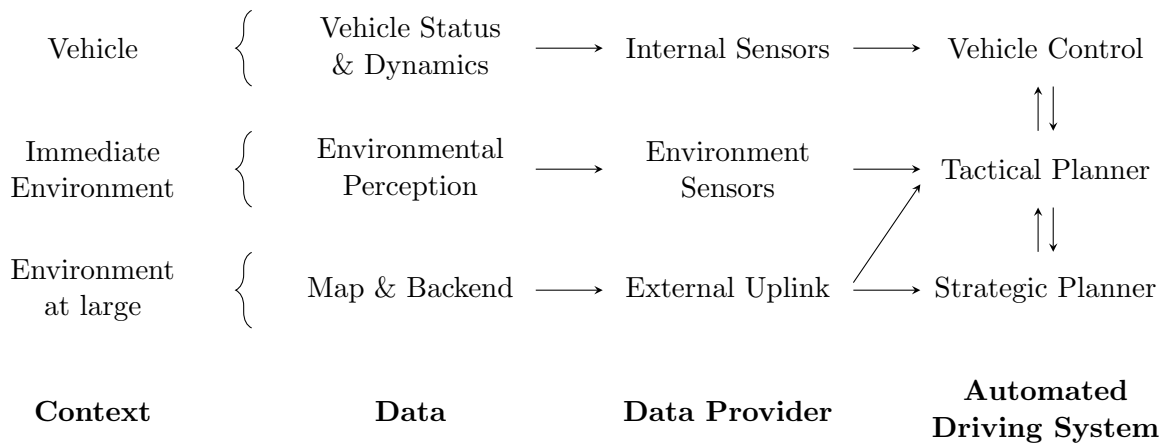 Vehicle
Vehicle Status
& Dynamics
Internal Sensors
Vehicle Control
Immediate
Environment
Environmental
Perception
Environment
Sensors
Tactical Planner
Environment
at large
Map & Backend
External Uplink
Strategic Planner
Context
Data
Data Provider
Automated
Driving System